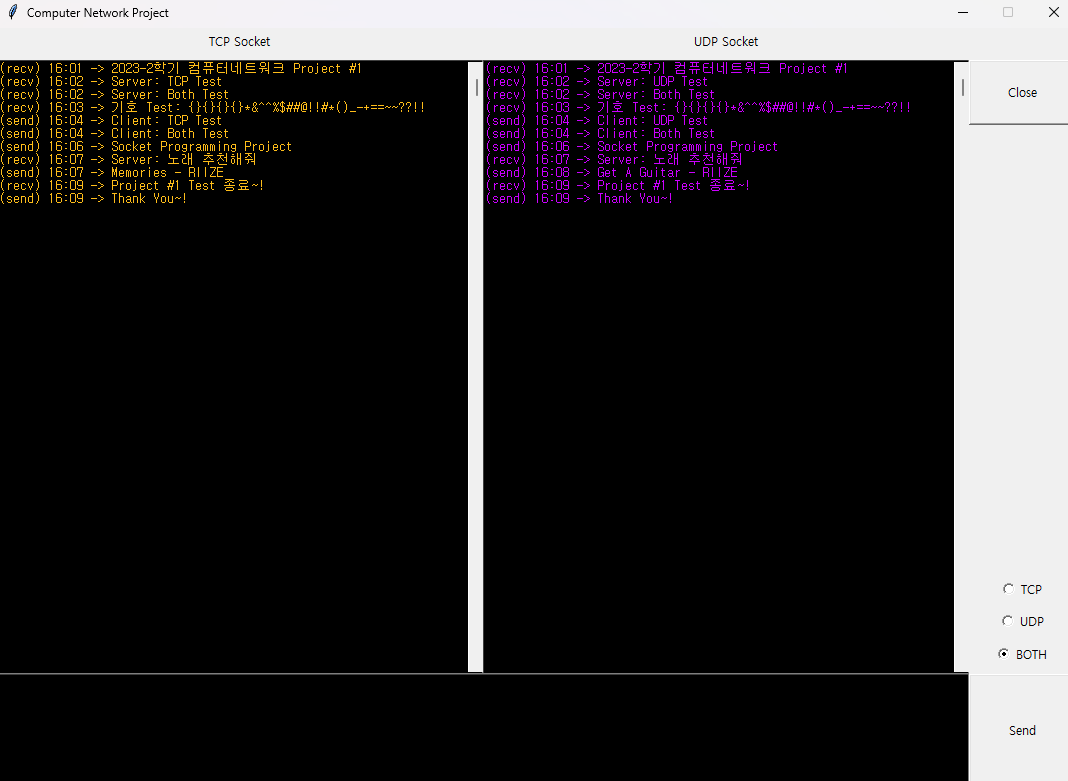 Computer Network Project
TCP Socket
UDP Socket
(recv) 16:01 -> 2023-2학기 컴퓨터네트워크 Project #1
(recv) 16:02 -> Server: TCP Test
(recv) 16:02 -> Server: Both Test
(recv) 16:03 -> 기호 Test: {}{}{}{}*&^^%$##@!!#*()_-+==~~??!!
(send) 16:04 -> Client: TCP Test
(send) 16:04 -> Client: Both Test
(send) 16:06 -> Socket Programming Project
(recv) 16:07 -> Server: 노래 추천해줘
(send) 16:07 -> Memories - RIIZE
(recv) 16:09 -> Project #1 Test 종료~!
(send) 16:09 -> Thank You~!
(recv) 16:01 -> 2023-2학기 컴퓨터네트워크 Project #1
(recv) 16:02 -> Server: UDP Test
(recv) 16:02 -> Server: Both Test
(recv) 16:03 -> 기호 Test: {}{}{}{}*&^^%$##@!!#*()_-+==~~??!!
(send) 16:04 -> Client: UDP Test
(send) 16:04 -> Client: Both Test
(send) 16:06 -> Socket Programming Project
(recv) 16:07 -> Server: 노래 추천해줘
(send) 16:08 -> Get A Guitar - RIIZE
(recv) 16:09 -> Project #1 Test 종료~!
(send) 16:09 -> Thank You~!
Close
TCP
UDP
BOTH
Send